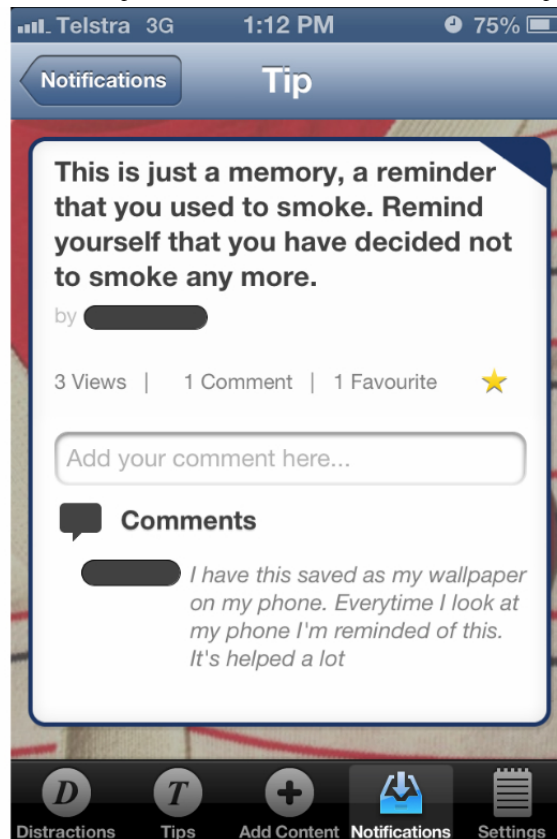 Telstra 3G 1:12 PM 75%
Notifications Tip
This is just a memory, a reminder
that you used to smoke. Remind
yourself that you have decided not
to smoke any more.
by
3 Views | 1 Comment | 1 Favourite
Add your comment here...
Comments
I have this saved as my wallpaper
on my phone. Everytime I look at
my phone I'm reminded of this.
It's helped a lot
D T
Distractions Tips Add Content Notifications Settings